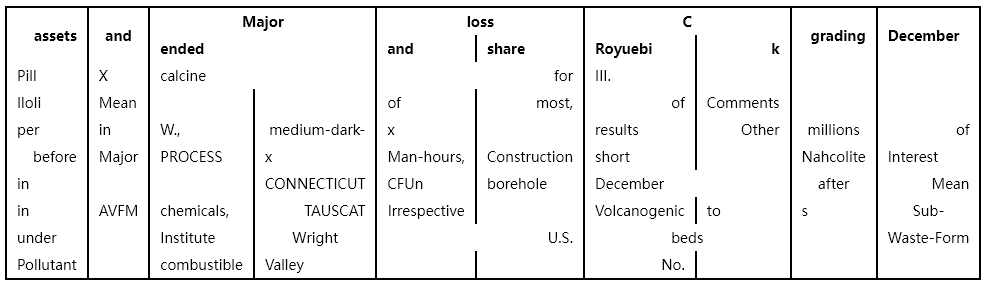 Major loss C
assets and grading December
ended and share Royuebi k
Pill X calcine for III.
Iloli Mean of most, of Comments
per in W., medium-dark- x results Other millions of
before Major PROCESS x Man-hours, Construction short Nahcolite Interest
in CONNECTICUT CFUn borehole December after Mean
in AVFM chemicals, TAUSCAT Irrespective Volcanogenic to s Sub-
under Institute Wright U.S. beds Waste-Form
Pollutant combustible Valley No.